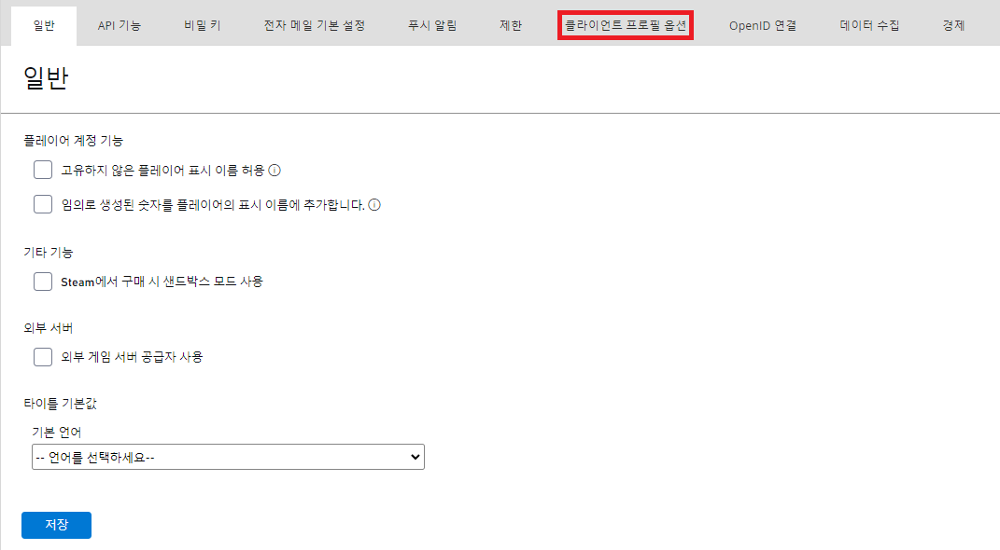 일반 API 기능 비밀 키 전자 메일 기본 설정 푸시 알림 제한 클라이언트 프로필 옵션 OpenID 연결 데이터 수집 경제
일반
플레이어 계정 기능
고유하지 않은 플레이어 표시 이름 허용
임의로 생성된 숫자를 플레이어의 표시 이름에 추가합니다.
기타 기능
Steam에서 구매 시 샌드박스 모드 사용
외부 서버
외부 게임 서버 공급자 사용
타이틀 기본값
기본 언어
-- 언어를 선택하세요--
저장